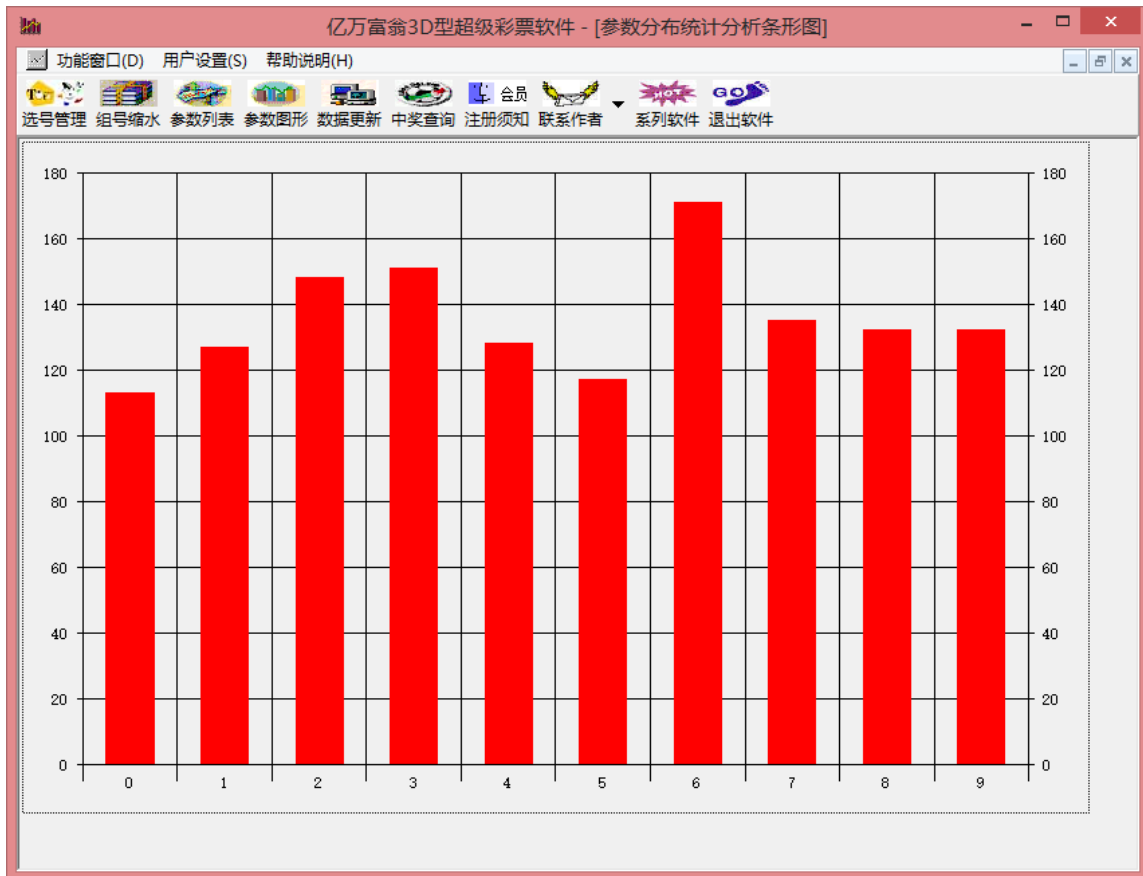 亿万富翁3D型超级彩票软件 - [参数分布统计分析条形图]
功能窗口(D) 用户设置(S) 帮助说明(H)
会员 HOT GO
选号管理 组号缩水 参数列表 参数图形 数据更新 中奖查询 注册须知 联系作者 系列软件 退出软件
180 180
160 160
140 140
120 120
100 100
80 80
60 60
40 40
20 20
0 0
0 1 2 3 4 5 6 7 8 9